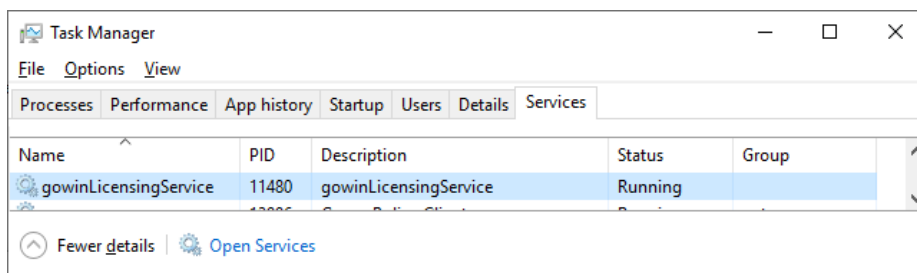 Task Manager
File Options View
Processes Performance App history Startup Users Details Services
Name PID Description Status Group
gowinLicensingService 11480 gowinLicensingService Running
Fewer details Open Services